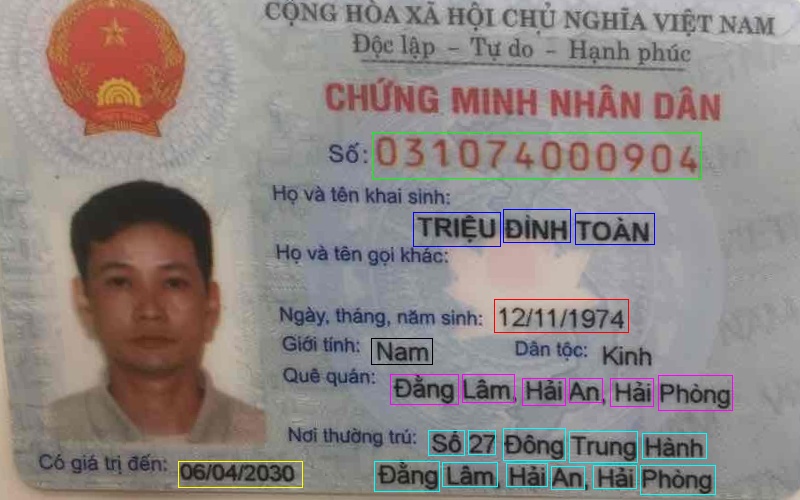 CỘNG HÒA XÃ HỘI CHỦ NGHĨA VIỆT NAM
Độc lập - Tự do - Hạnh phúc
CHỨNG MINH NHÂN DÂN
Số: 031074000904
Họ và tên khai sinh:
TRIỆU ĐÌNH TOÀN
Họ và tên gọi khác:
Ngày, tháng, năm sinh: 12/11/1974
Giới tính: Nam Dân tộc: Kinh
Quê quán: Đằng Lâm, Hải An, Hải Phòng
Nơi thường trú: Số 27 Đông Trung Hành
Đằng Lâm, Hải An, Hải Phòng
Có giá trị đến: 06/04/2030